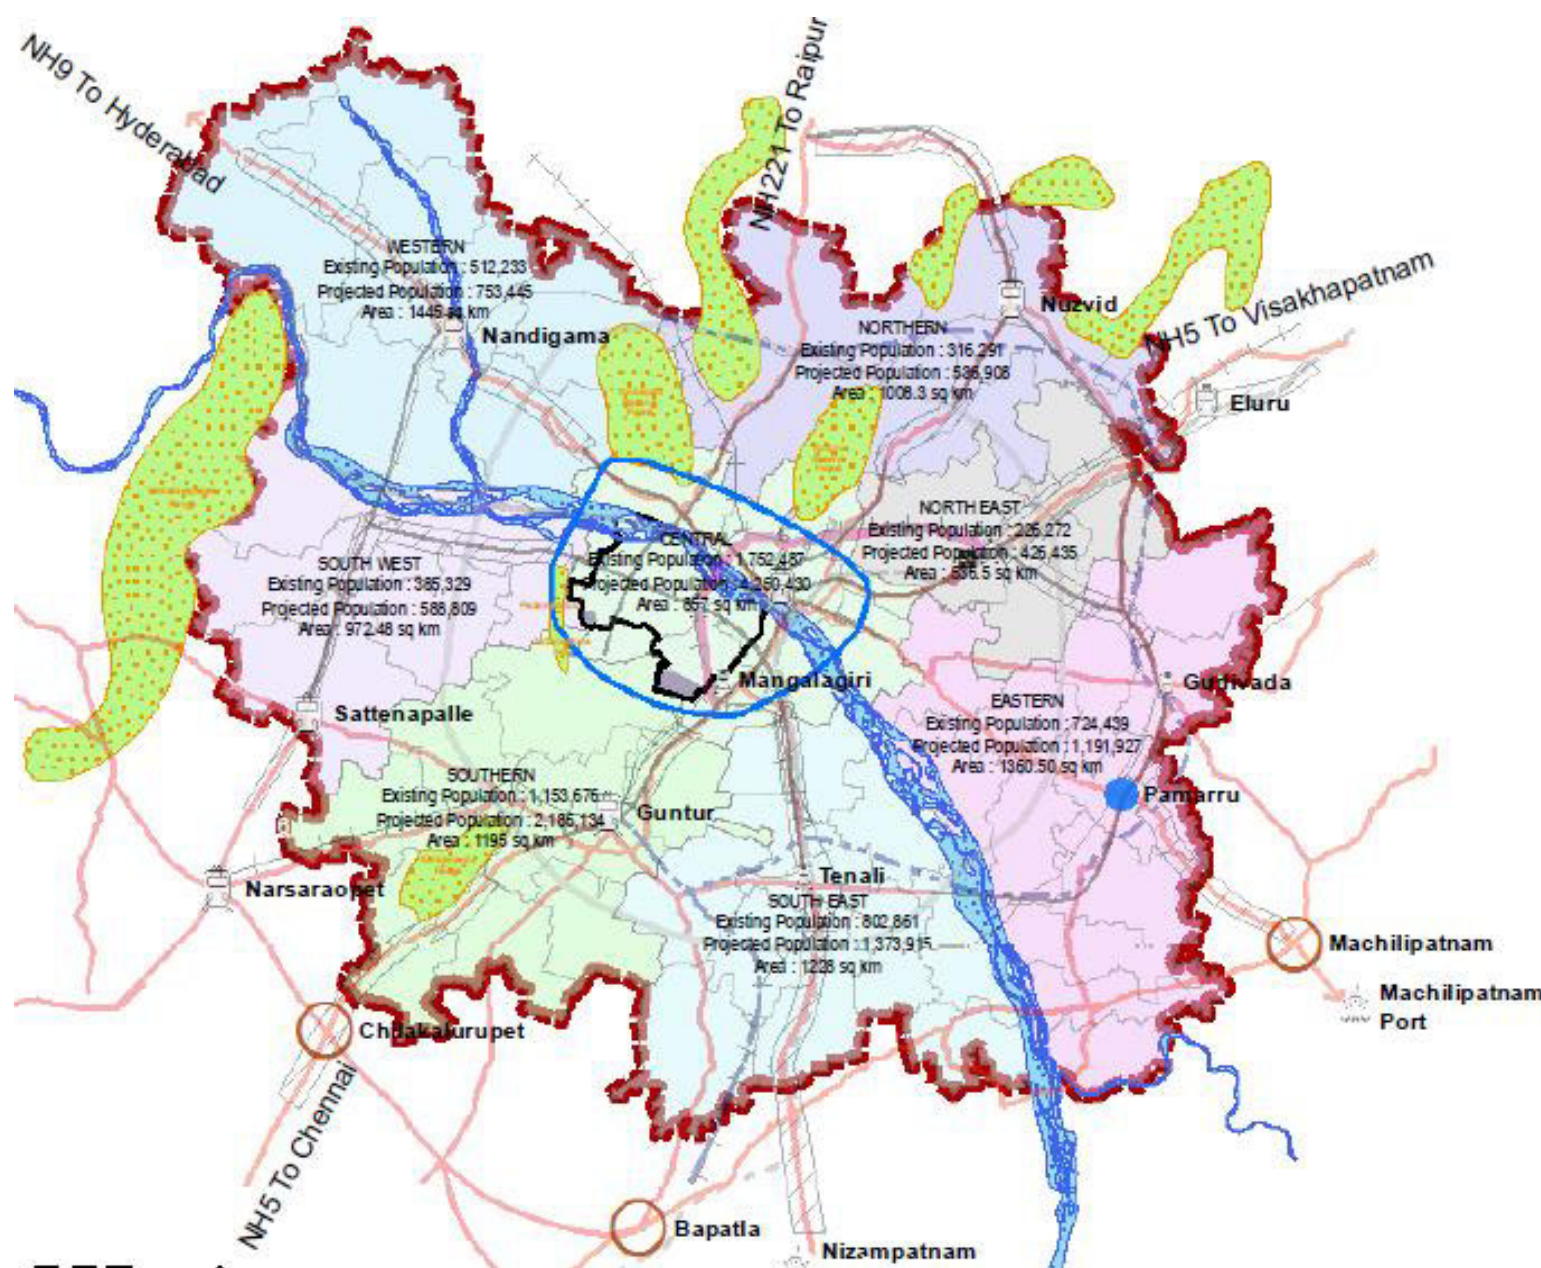 NH9 To Hyderabad
NH221 To Raipur
WESTERN
Existing Population : 512,233
Projected Population : 753,445
Area : 1445 sq km
Nandigama
Nuzvid
NH5 To Visakhapatnam
NORTHERN
Existing Population : 316,291
Projected Population : 536,908
Area : 1008.3 sq km
Eluru
NORTH EAST
Existing Population : 226,272
Projected Population : 426,435
Area : 536.5 sq km
CENTRAL
Existing Population : 1,752,487
Projected Population : 4,250,430
Area : 857 sq km
SOUTH WEST
Existing Population : 385,329
Projected Population : 588,809
Area : 972.48 sq km
Mangalagiri
Gudivada
Sattenapalle
EASTERN
Existing Population : 724,439
Projected Population : 1,191,927
Area : 1360.50 sq km
Pamarru
SOUTHERN
Existing Population : 1,153,676
Projected Population : 2,186,134
Area : 1195 sq km
Guntur
Tenali
Narsaraopet
SOUTH EAST
Existing Population : 802,861
Projected Population : 1,373,915
Area : 1228 sq km
Machilipatnam
Machilipatnam
Port
Chilakalurupet
NH5 To Chennai
Bapatla
Nizampatnam